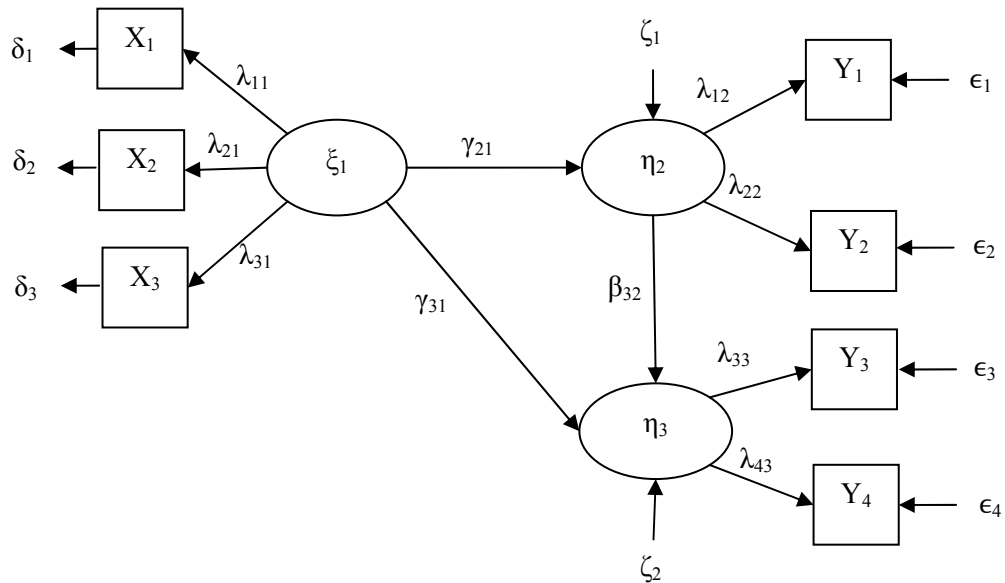 δ₁
X₁
λ₁₁
δ₂
X₂
λ₂₁
δ₃
X₃
λ₃₁
ξ₁
γ₂₁
γ₃₁
ζ₁
η₂
λ₁₂
Y₁
ϵ₁
λ₂₂
Y₂
ϵ₂
β₃₂
η₃
λ₃₃
Y₃
ϵ₃
λ₄₃
Y₄
ϵ₄
ζ₂